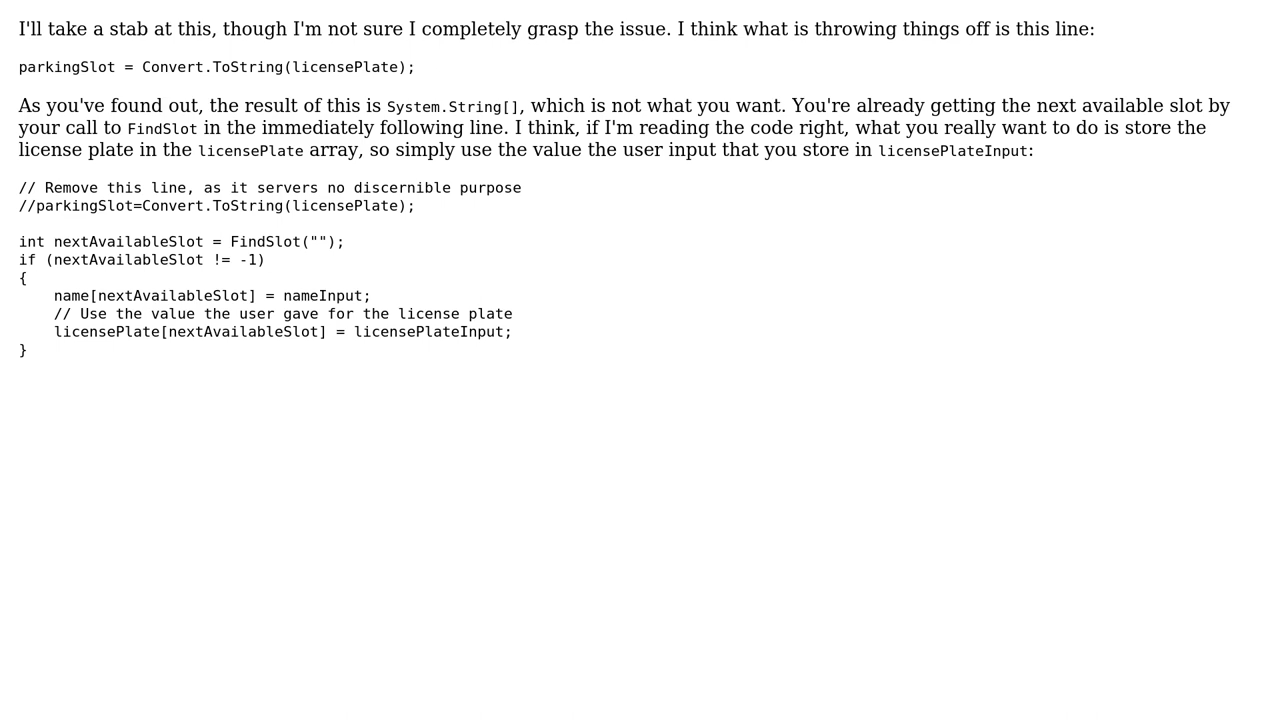 I'll take a stab at this, though I'm not sure I completely grasp the issue. I think what is throwing things off is this line:
parkingSlot = Convert.ToString(licensePlate);
As you've found out, the result of this is System.String[], which is not what you want. You're already getting the next available slot by
your call to FindSlot in the immediately following line. I think, if I'm reading the code right, what you really want to do is store the
license plate in the licensePlate array, so simply use the value the user input that you store in licensePlateInput:
// Remove this line, as it servers no discernible purpose
//parkingSlot=Convert.ToString(licensePlate);
int nextAvailableSlot = FindSlot("");
if (nextAvailableSlot != -1)
{
    name[nextAvailableSlot] = nameInput;
    // Use the value the user gave for the license plate
    licensePlate[nextAvailableSlot] = licensePlateInput;
}